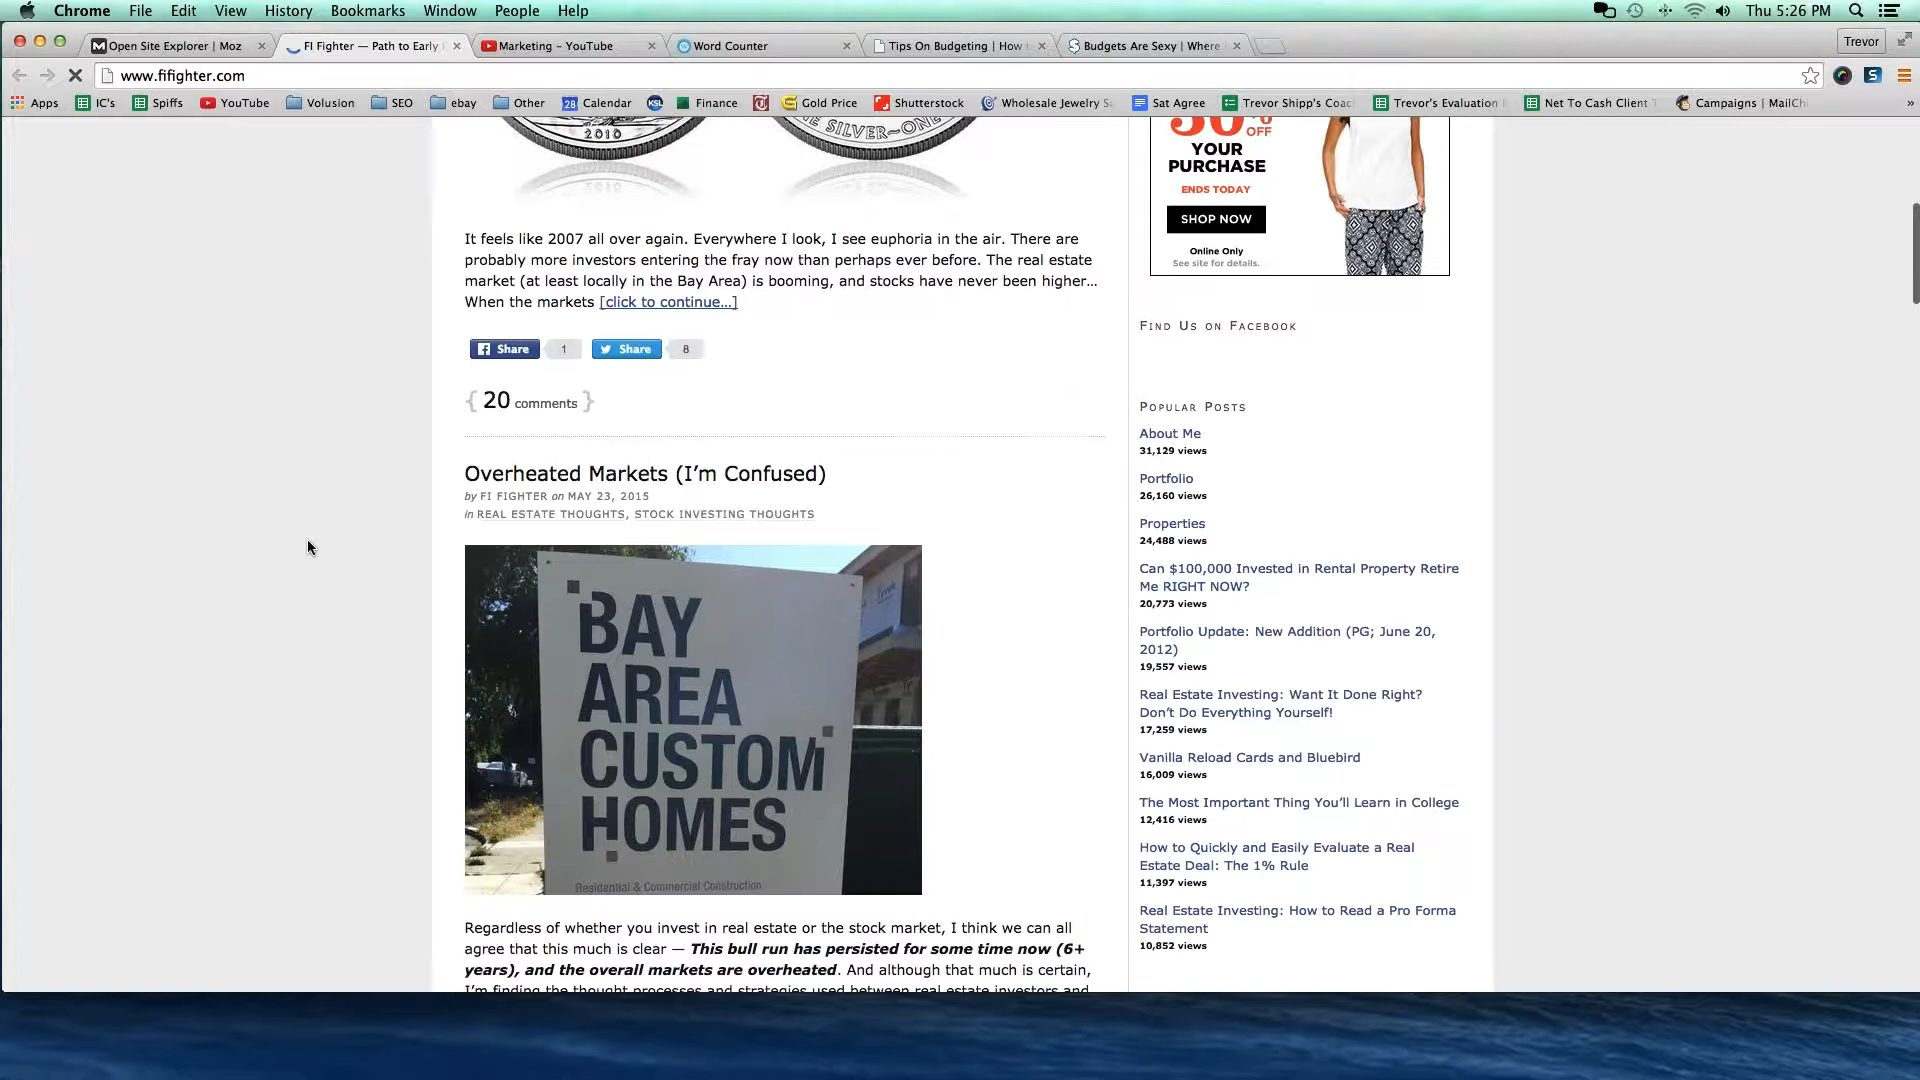 Chrome File Edit View History Bookmarks Window People Help Thu 5:26 PM
Open Site Explorer | Moz FI Fighter — Path to Early Marketing - YouTube Word Counter Tips On Budgeting | How Budgets Are Sexy | Where Trevor
www.fifighter.com S
Apps IC's Spiffs YouTube Volusion SEO ebay Other 28 Calendar KSL Finance Gold Price Shutterstock Wholesale Jewelry Sat Agree Trevor Shipp's Coac Trevor's Evaluation Net To Cash Client Campaigns | MailCh »
2010
SILVER~ONE
30% OFF
YOUR
PURCHASE
ENDS TODAY
SHOP NOW
Online Only
See site for details.
It feels like 2007 all over again. Everywhere I look, I see euphoria in the air. There are
probably more investors entering the fray now than perhaps ever before. The real estate
market (at least locally in the Bay Area) is booming, and stocks have never been higher…
When the markets [click to continue…]
Share 1 Share 8
{ 20 comments }
Overheated Markets (I'm Confused)
by FI FIGHTER on MAY 23, 2015
in REAL ESTATE THOUGHTS, STOCK INVESTING THOUGHTS
BAY
AREA
CUSTOM
HOMES
Residential & Commercial Construction
Regardless of whether you invest in real estate or the stock market, I think we can all
agree that this much is clear — This bull run has persisted for some time now (6+
years), and the overall markets are overheated. And although that much is certain,
I'm finding the thought processes and strategies used between real estate investors and
Find Us on Facebook
Popular Posts
About Me
31,129 views
Portfolio
26,160 views
Properties
24,488 views
Can $100,000 Invested in Rental Property Retire
Me RIGHT NOW?
20,773 views
Portfolio Update: New Addition (PG; June 20,
2012)
19,557 views
Real Estate Investing: Want It Done Right?
Don't Do Everything Yourself!
17,259 views
Vanilla Reload Cards and Bluebird
16,009 views
The Most Important Thing You'll Learn in College
12,416 views
How to Quickly and Easily Evaluate a Real
Estate Deal: The 1% Rule
11,397 views
Real Estate Investing: How to Read a Pro Forma
Statement
10,852 views